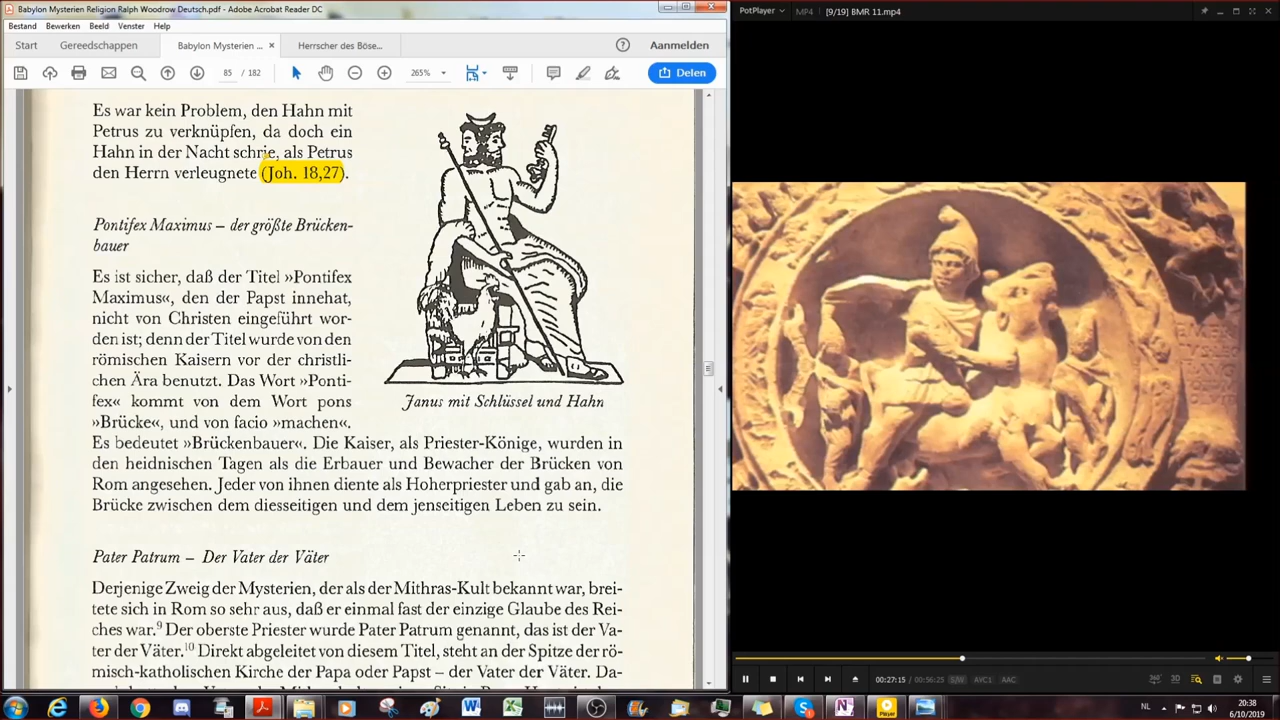 Babylon Mysterien Religion Ralph Woodrow Deutsch.pdf - Adobe Acrobat Reader DC
Bestand Bewerken Beeld Venster Help
Start Gereedschappen Babylon Mysterien ... × Herrscher des Böse... Aanmelden
85 / 182 265% Delen
Es war kein Problem, den Hahn mit
Petrus zu verknüpfen, da doch ein
Hahn in der Nacht schrie, als Petrus
den Herrn verleugnete (Joh. 18,27).
Pontifex Maximus – der größte Brücken-
bauer
Es ist sicher, daß der Titel »Pontifex
Maximus«, den der Papst innehat,
nicht von Christen eingeführt wor-
den ist; denn der Titel wurde von den
römischen Kaisern vor der christli-
chen Ära benutzt. Das Wort »Ponti-
fex« kommt von dem Wort pons
»Brücke«, und von facio »machen«.
Janus mit Schlüssel und Hahn
Es bedeutet »Brückenbauer«. Die Kaiser, als Priester-Könige, wurden in
den heidnischen Tagen als die Erbauer und Bewacher der Brücken von
Rom angesehen. Jeder von ihnen diente als Hoherpriester und gab an, die
Brücke zwischen dem diesseitigen und dem jenseitigen Leben zu sein.
Pater Patrum – Der Vater der Väter
Derjenige Zweig der Mysterien, der als der Mithras-Kult bekannt war, brei-
tete sich in Rom so sehr aus, daß er einmal fast der einzige Glaube des Rei-
ches war.⁹ Der oberste Priester wurde Pater Patrum genannt, das ist der Va-
ter der Väter.¹⁰ Direkt abgeleitet von diesem Titel, steht an der Spitze der rö-
misch-katholischen Kirche der Papa oder Papst – der Vater der Väter. Da-
PotPlayer MP4 [9/19] BMR 11.mp4
00:27:15 / 00:56:25 S/W AVC1 AAC
360° 3D
NL 20:38
6/10/2019